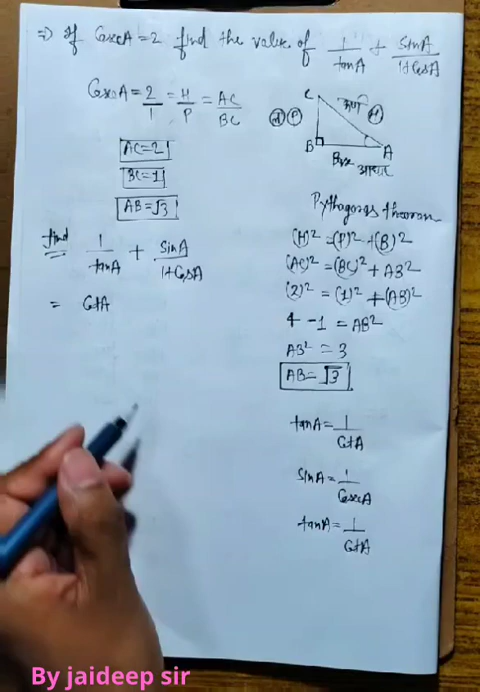 ⇒ If CosecA=2 find the value of 1/tanA + SinA/1+CosA
CosecA = 2/1 = H/P = AC/BC
AC=2
BC=1
AB=√3
C
कर्ण H
P
B
A
Base आधार
find 1/tanA + SinA/1+CosA
= CotA
Pythagoras theoram
(H)² = (P)² + (B)²
(AC)² = (BC)² + AB²
(2)² = (1)² + (AB)²
4 - 1 = AB²
AB² = 3
AB = √3
tanA = 1/CotA
SinA = 1/CosecA
tanA = 1/CotA
By jaideep sir